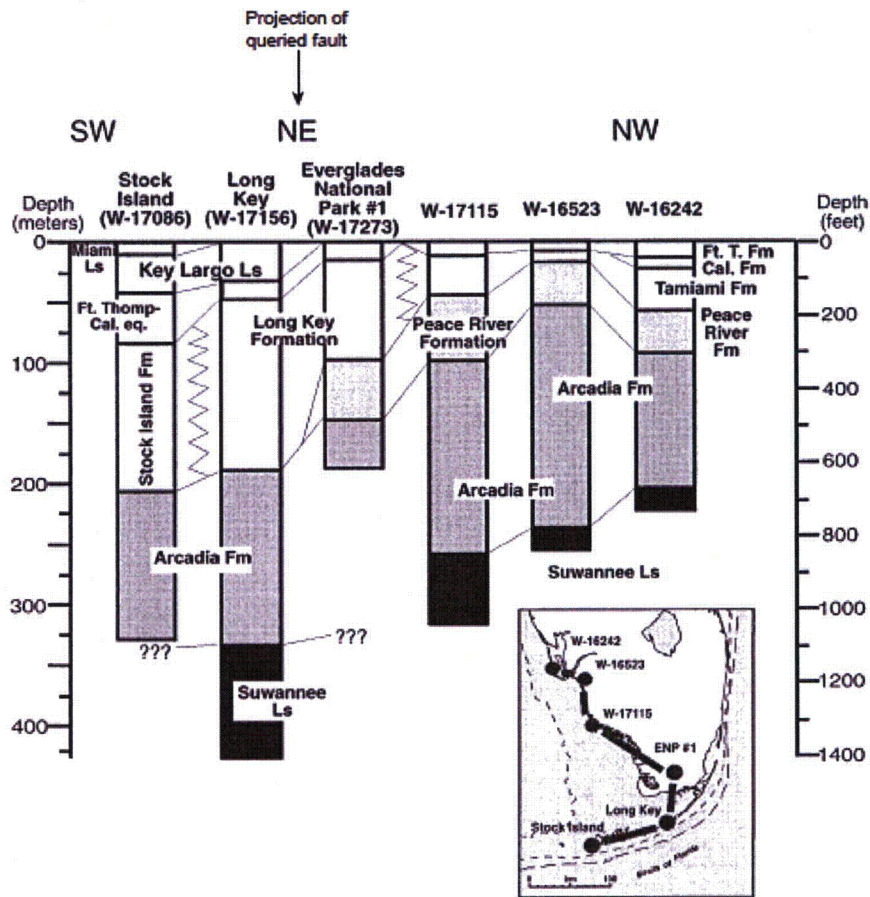 Projection of
queried fault
SW
NE
NW
Stock
Island
(W-17086)
Long
Key
(W-17156)
Everglades
National
Park #1
(W-17273)
W-17115
W-16523
W-16242
Depth
(meters)
Depth
(feet)
0
100
200
300
400
0
200
400
600
800
1000
1200
1400
Miami
Ls
Key Largo Ls
Ft. Thomp-
Cal. eq.
Stock Island Fm
Long Key
Formation
Peace River
Formation
Ft. T. Fm
Cal. Fm
Tamiami Fm
Peace
River
Fm
Arcadia Fm
Arcadia Fm
Arcadia Fm
???
???
Suwannee
Ls
Suwannee Ls
W-16242
W-16523
W-17115
ENP #1
Long Key
Stock Island
0
km